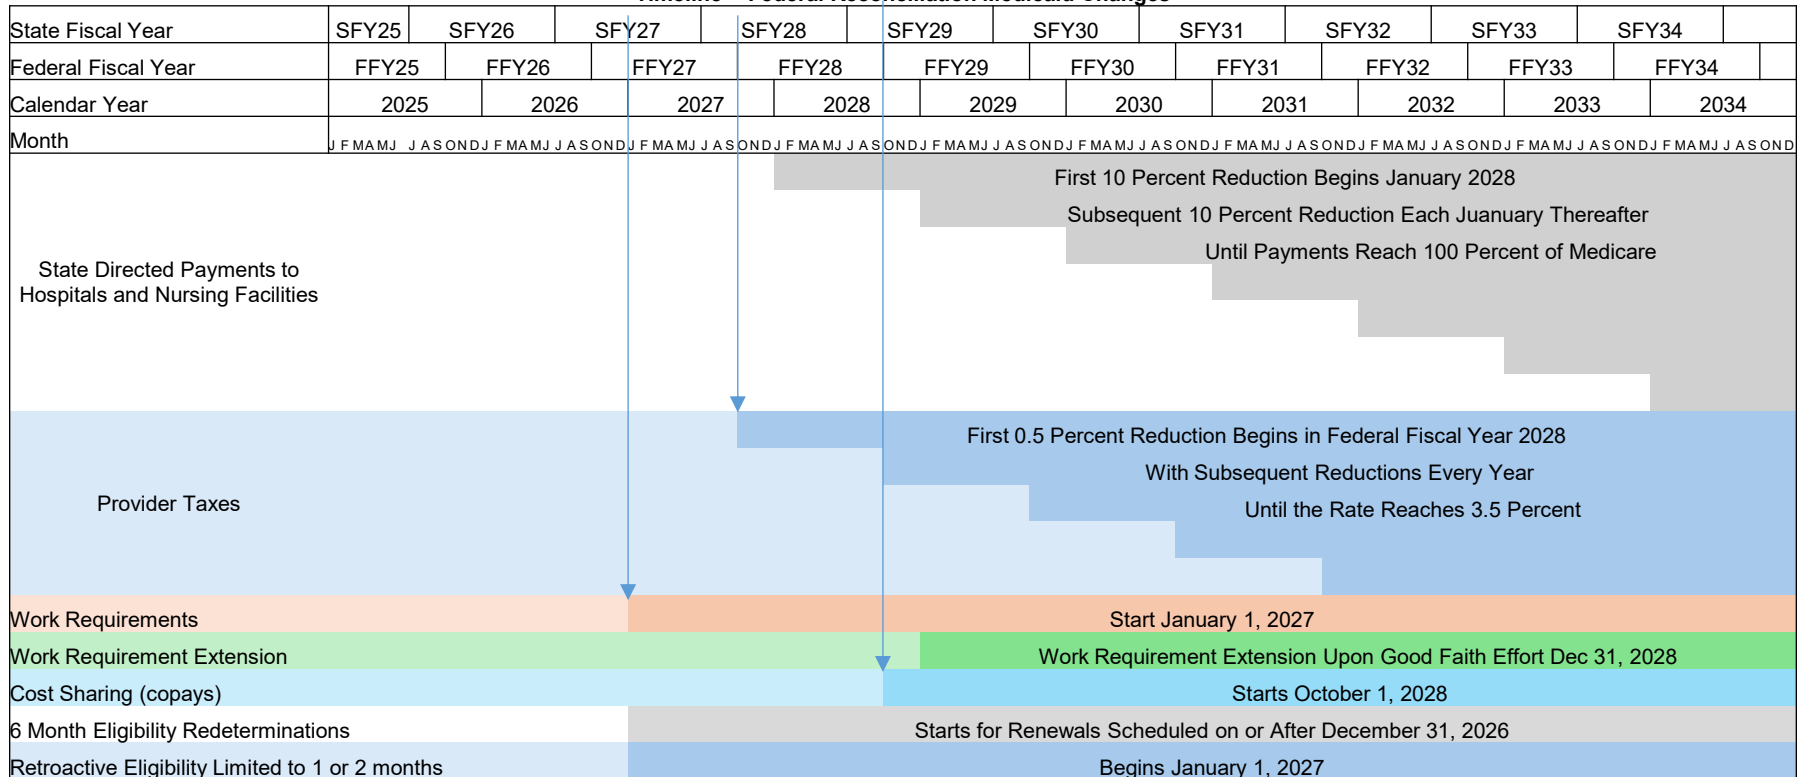 Timeline - Federal Reconciliation Medicaid Changes
State Fiscal Year SFY25 SFY26 SFY27 SFY28 SFY29 SFY30 SFY31 SFY32 SFY33 SFY34
Federal Fiscal Year FFY25 FFY26 FFY27 FFY28 FFY29 FFY30 FFY31 FFY32 FFY33 FFY34
Calendar Year 2025 2026 2027 2028 2029 2030 2031 2032 2033 2034
Month J F M A M J J A S O N D J F M A M J J A S O N D J F M A M J J A S O N D J F M A M J J A S O N D J F M A M J J A S O N D J F M A M J J A S O N D J F M A M J J A S O N D J F M A M J J A S O N D J F M A M J J A S O N D J F M A M J J A S O N D
First 10 Percent Reduction Begins January 2028
Subsequent 10 Percent Reduction Each Juanuary Thereafter
Until Payments Reach 100 Percent of Medicare
State Directed Payments to
Hospitals and Nursing Facilities
First 0.5 Percent Reduction Begins in Federal Fiscal Year 2028
With Subsequent Reductions Every Year
Provider Taxes
Until the Rate Reaches 3.5 Percent
Work Requirements Start January 1, 2027
Work Requirement Extension Work Requirement Extension Upon Good Faith Effort Dec 31, 2028
Cost Sharing (copays) Starts October 1, 2028
6 Month Eligibility Redeterminations Starts for Renewals Scheduled on or After December 31, 2026
Retroactive Eligibility Limited to 1 or 2 months Begins January 1, 2027